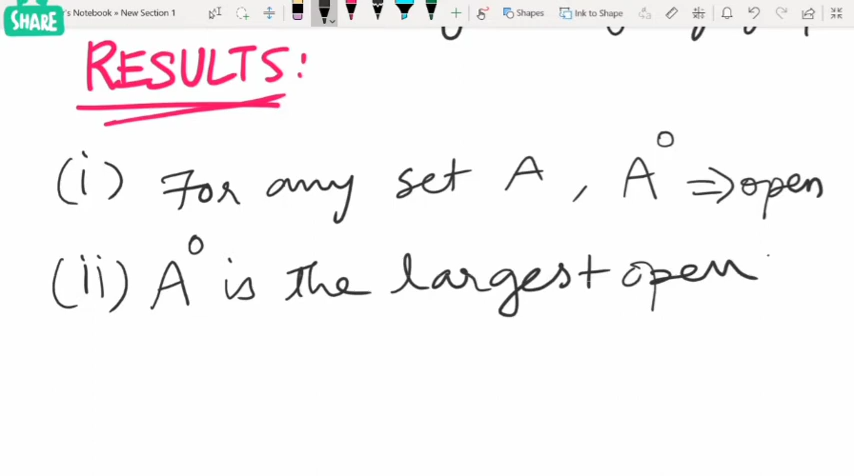 SHARE
's Notebook » New Section 1
Shapes
Ink to Shape
RESULTS:
(i) For any set A, A° ⇒ open
(ii) A° is the largest open